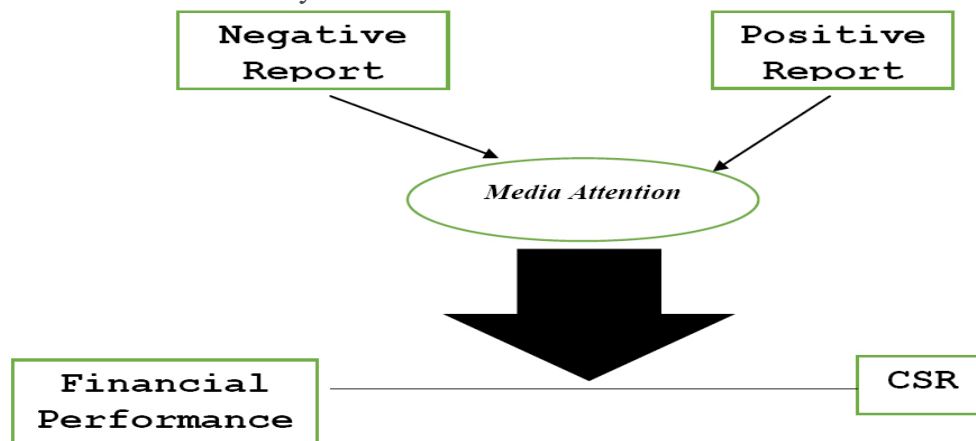 Negative
Report
Positive
Report
Media Attention
Financial
Performance
CSR